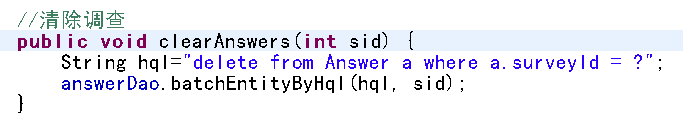 //清除调查
public void clearAnswers(int sid) {
    String hql="delete from Answer a where a.surveyId = ?";
    answerDao.batchEntityByHql(hql, sid);
}